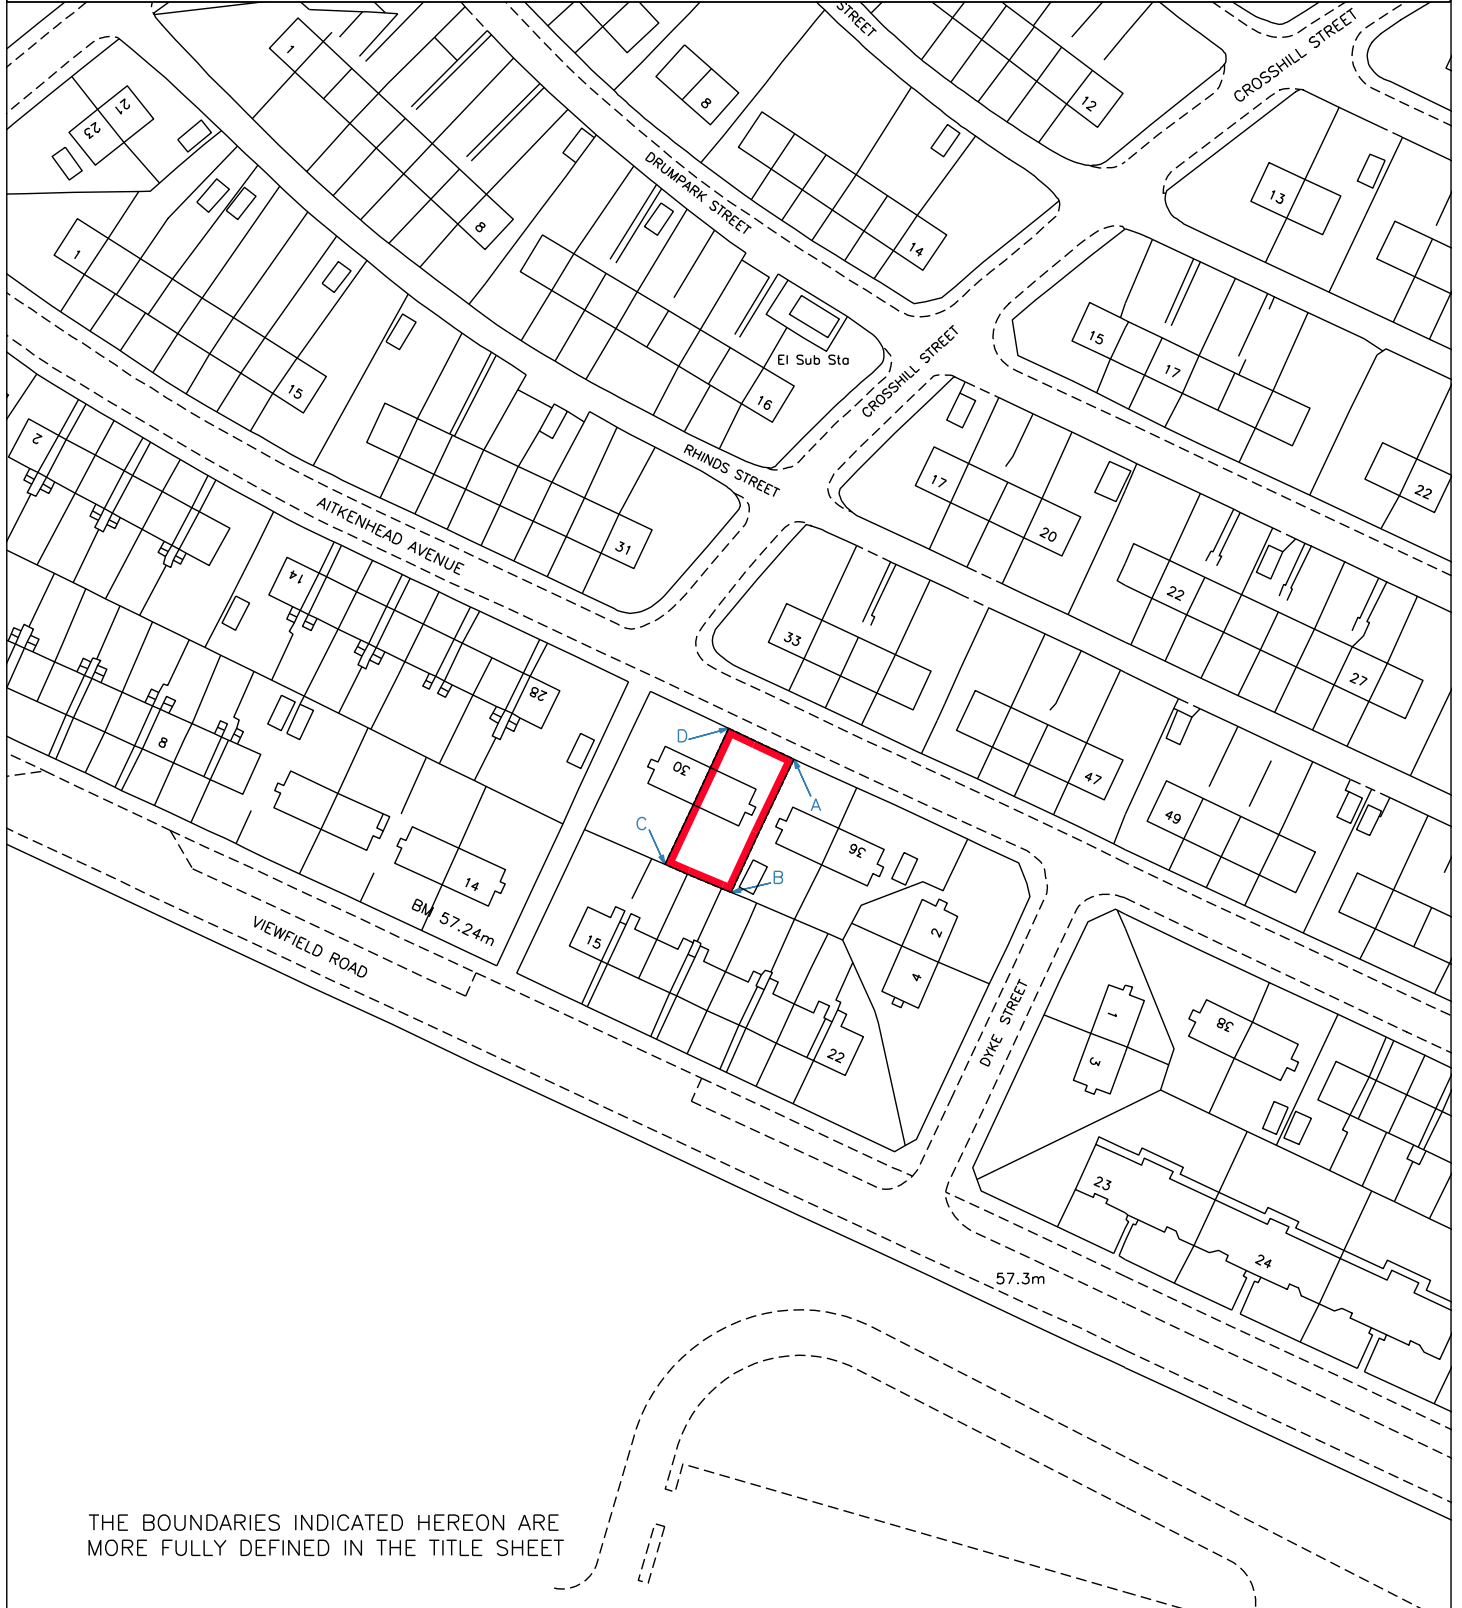 STREET
CROSSHILL STREET
1
21
23
8
12
13
DRUMPARK STREET
8
14
1
El Sub Sta
CROSSHILL STREET
15
17
15
16
2
RHINDS STREET
17
22
AITKENHEAD AVENUE
31
20
14
22
33
28
27
8
D
30
47
A
49
C
36
14
B
BM 57.24m
2
VIEWFIELD ROAD
15
4
DYKE STREET
1
38
22
3
23
24
57.3m
THE BOUNDARIES INDICATED HEREON ARE
MORE FULLY DEFINED IN THE TITLE SHEET